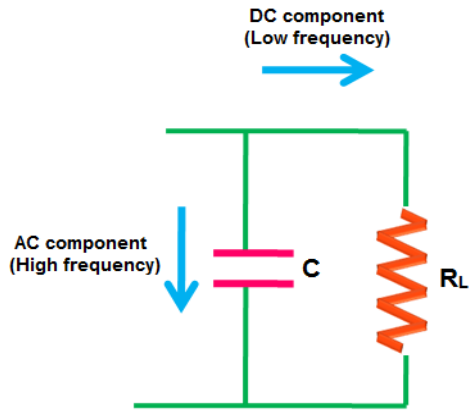 DC component
(Low frequency)
AC component
(High frequency)
C
RL